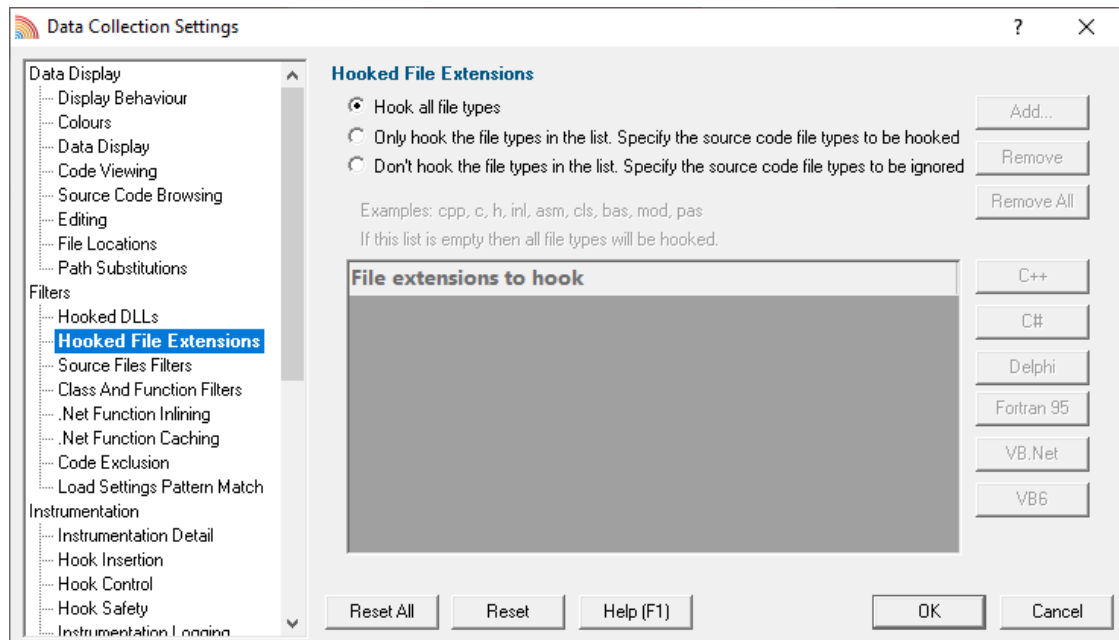 Data Collection Settings
?
Data Display
Display Behaviour
Colours
Data Display
Code Viewing
Source Code Browsing
Editing
File Locations
Path Substitutions
Filters
Hooked DLLs
Hooked File Extensions
Source Files Filters
Class And Function Filters
.Net Function Inlining
.Net Function Caching
Code Exclusion
Load Settings Pattern Match
Instrumentation
Instrumentation Detail
Hook Insertion
Hook Control
Hook Safety
Instrumentation Logging
Hooked File Extensions
Hook all file types
Only hook the file types in the list. Specify the source code file types to be hooked
Don't hook the file types in the list. Specify the source code file types to be ignored
Examples: cpp, c, h, inl, asm, cls, bas, mod, pas
If this list is empty then all file types will be hooked.
File extensions to hook
Add...
Remove
Remove All
C++
C#
Delphi
Fortran 95
VB.Net
VB6
Reset All
Reset
Help (F1)
OK
Cancel